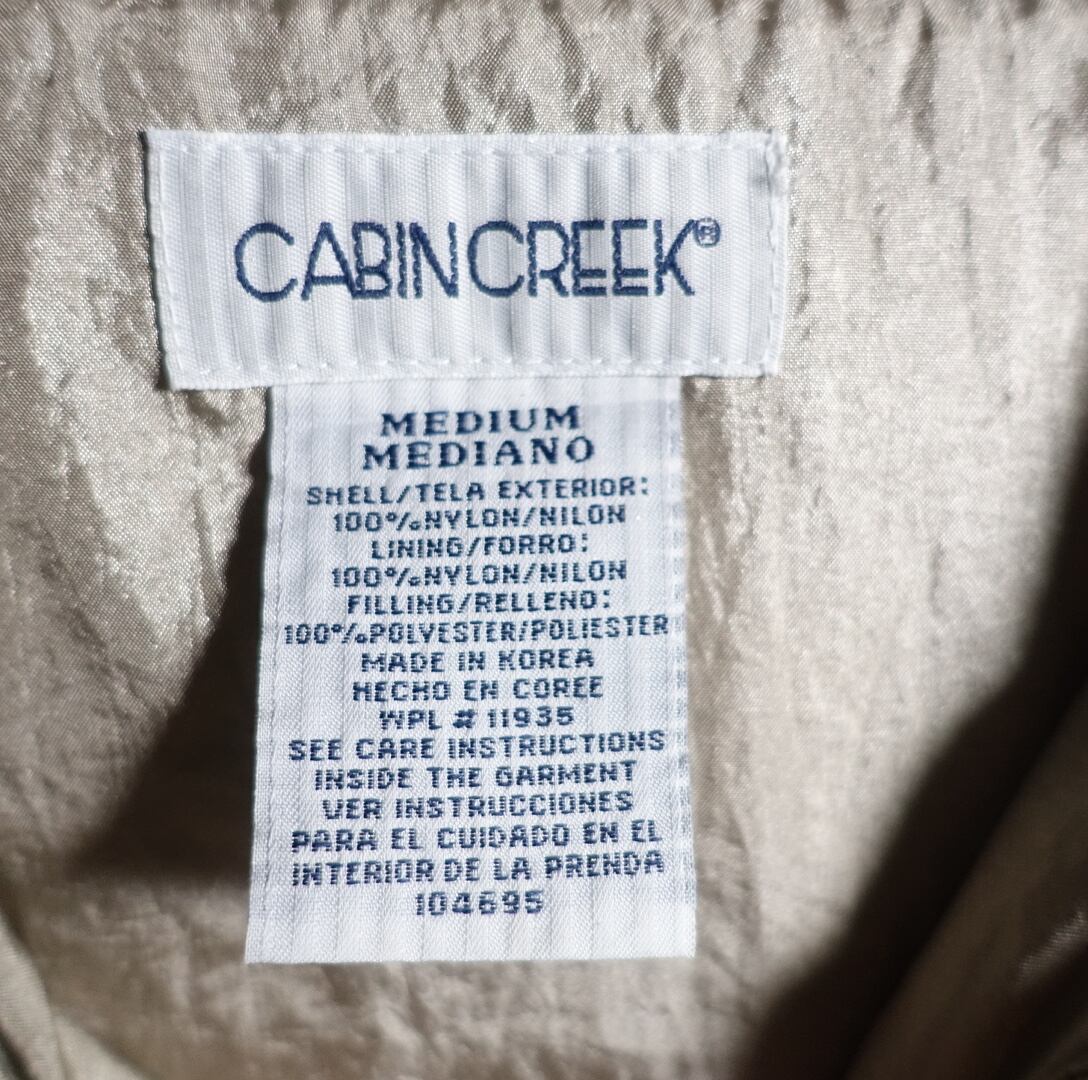 CABIN CREEK®
MEDIUM
MEDIANO
SHELL/TELA EXTERIOR:
100%NYLON/NILON
LINING/FORRO:
100%NYLON/NILON
FILLING/RELLENO:
100%POLYESTER/POLIESTER
MADE IN KOREA
HECHO EN COREE
WPL # 11935
SEE CARE INSTRUCTIONS
INSIDE THE GARMENT
VER INSTRUCCIONES
PARA EL CUIDADO EN EL
INTERIOR DE LA PRENDA
104695